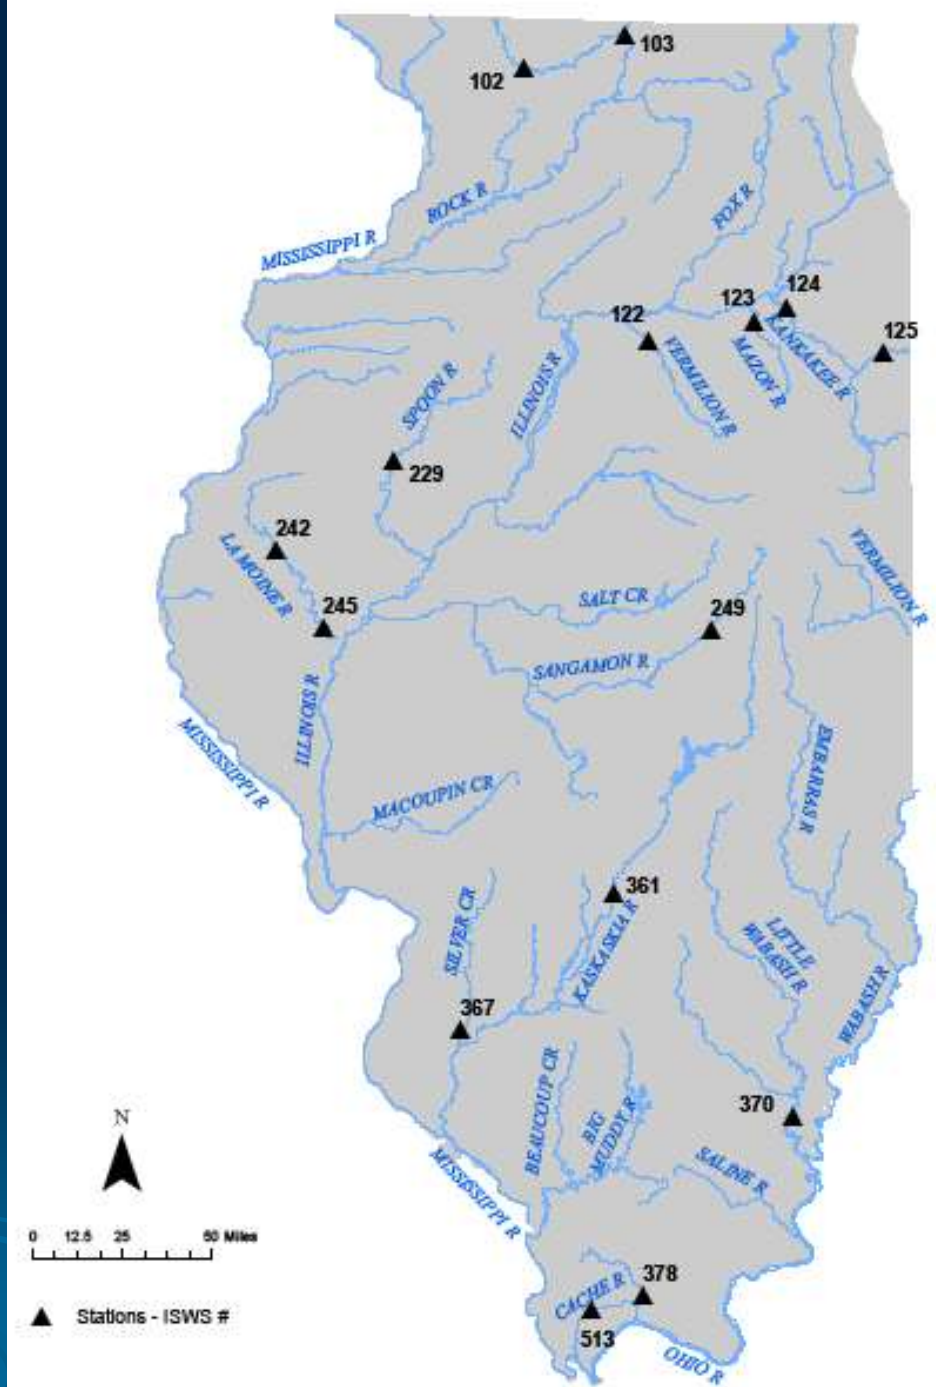 103
102
ROCK R
FOX R
MISSISSIPPI R
124
123
122
125
KANKAKEE R
MAZON R
VERMILION R
ILLINOIS R
SPOON R
229
242
LA MOINE R
245
VERMILION R
SALT CR
249
SANGAMON R
ILLINOIS R
MISSISSIPPI R
EMBARRAS R
MACOUPIN CR
361
SILVER CR
KASKASKIA R
LITTLE
WABASH R
WABASH R
367
370
BEAUCOUP CR
BIG
MUDDY R
SALINE R
MISSISSIPPI R
N
0 12.5 25 50 Miles
378
CACHE R
513
OHIO R
Stations - ISWS #